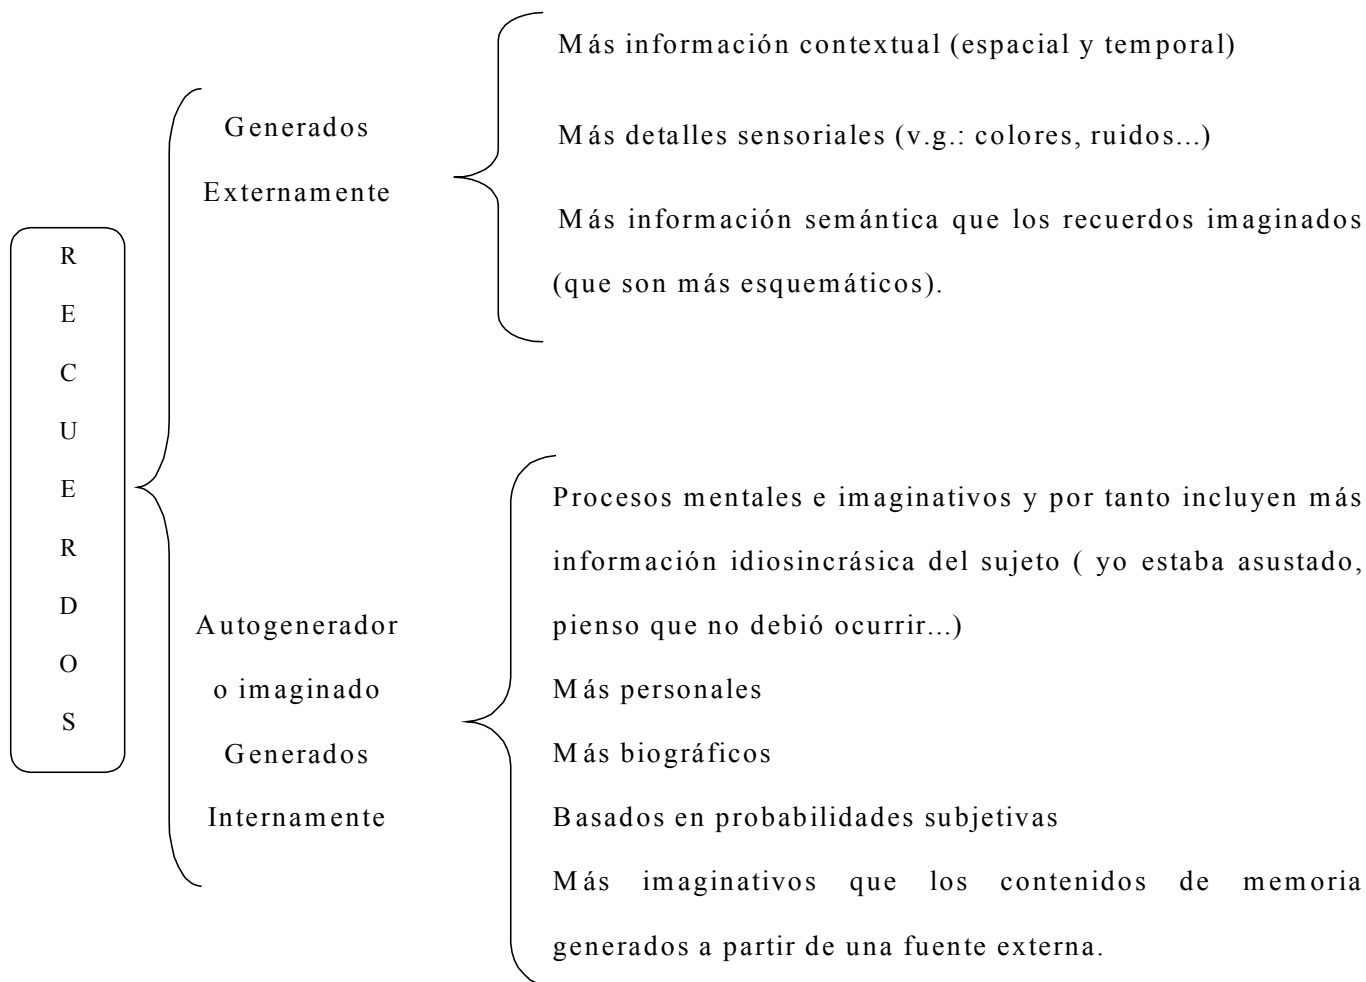 RECUERDOS
Generados
Externamente
Más información contextual (espacial y temporal)
Más detalles sensoriales (v.g.: colores, ruidos...)
Más información semántica que los recuerdos imaginados
(que son más esquemáticos).
Autogenerador
o imaginado
Generados
Internamente
Procesos mentales e imaginativos y por tanto incluyen más
información idiosincrásica del sujeto ( yo estaba asustado,
pienso que no debió ocurrir...)
Más personales
Más biográficos
Basados en probabilidades subjetivas
Más imaginativos que los contenidos de memoria
generados a partir de una fuente externa.